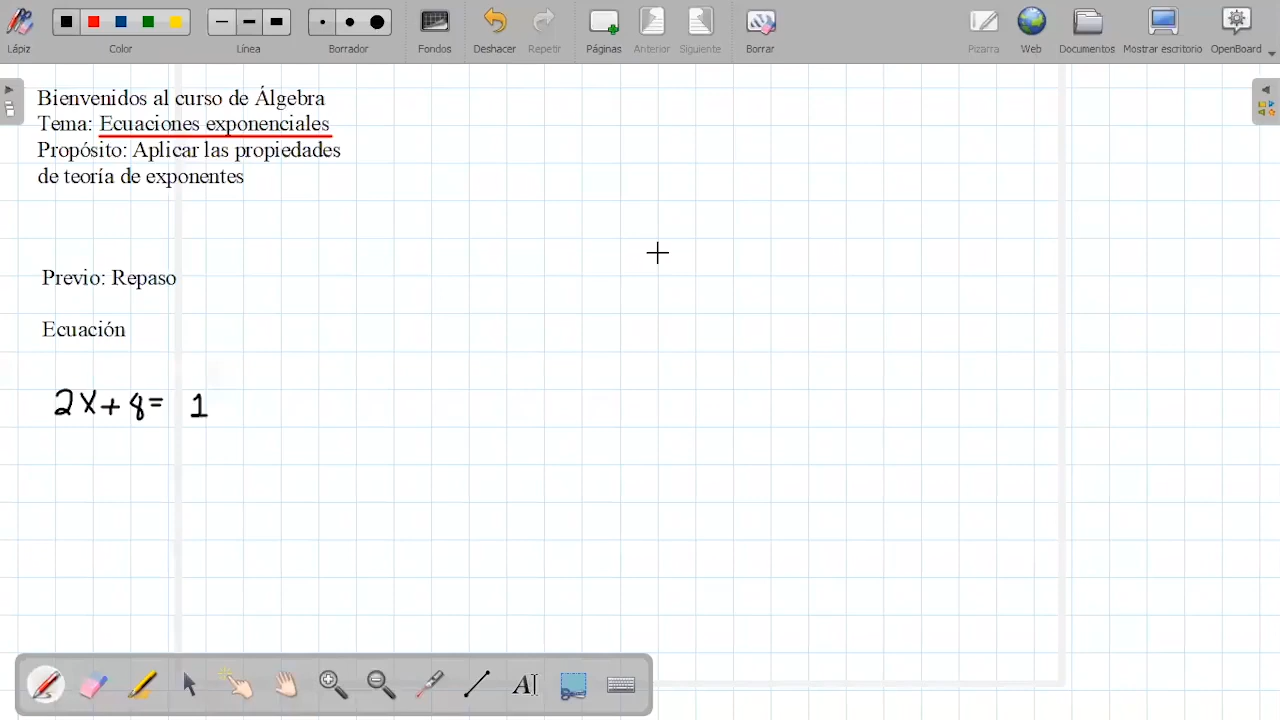 Lápiz Color Línea Borrador Fondos Deshacer Repetir Páginas Anterior Siguiente Borrar Pizarra Web Documentos Mostrar escritorio OpenBoard
Bienvenidos al curso de Álgebra
Tema: Ecuaciones exponenciales
Propósito: Aplicar las propiedades
de teoría de exponentes
Previo: Repaso
Ecuación
2x+8= 1
A